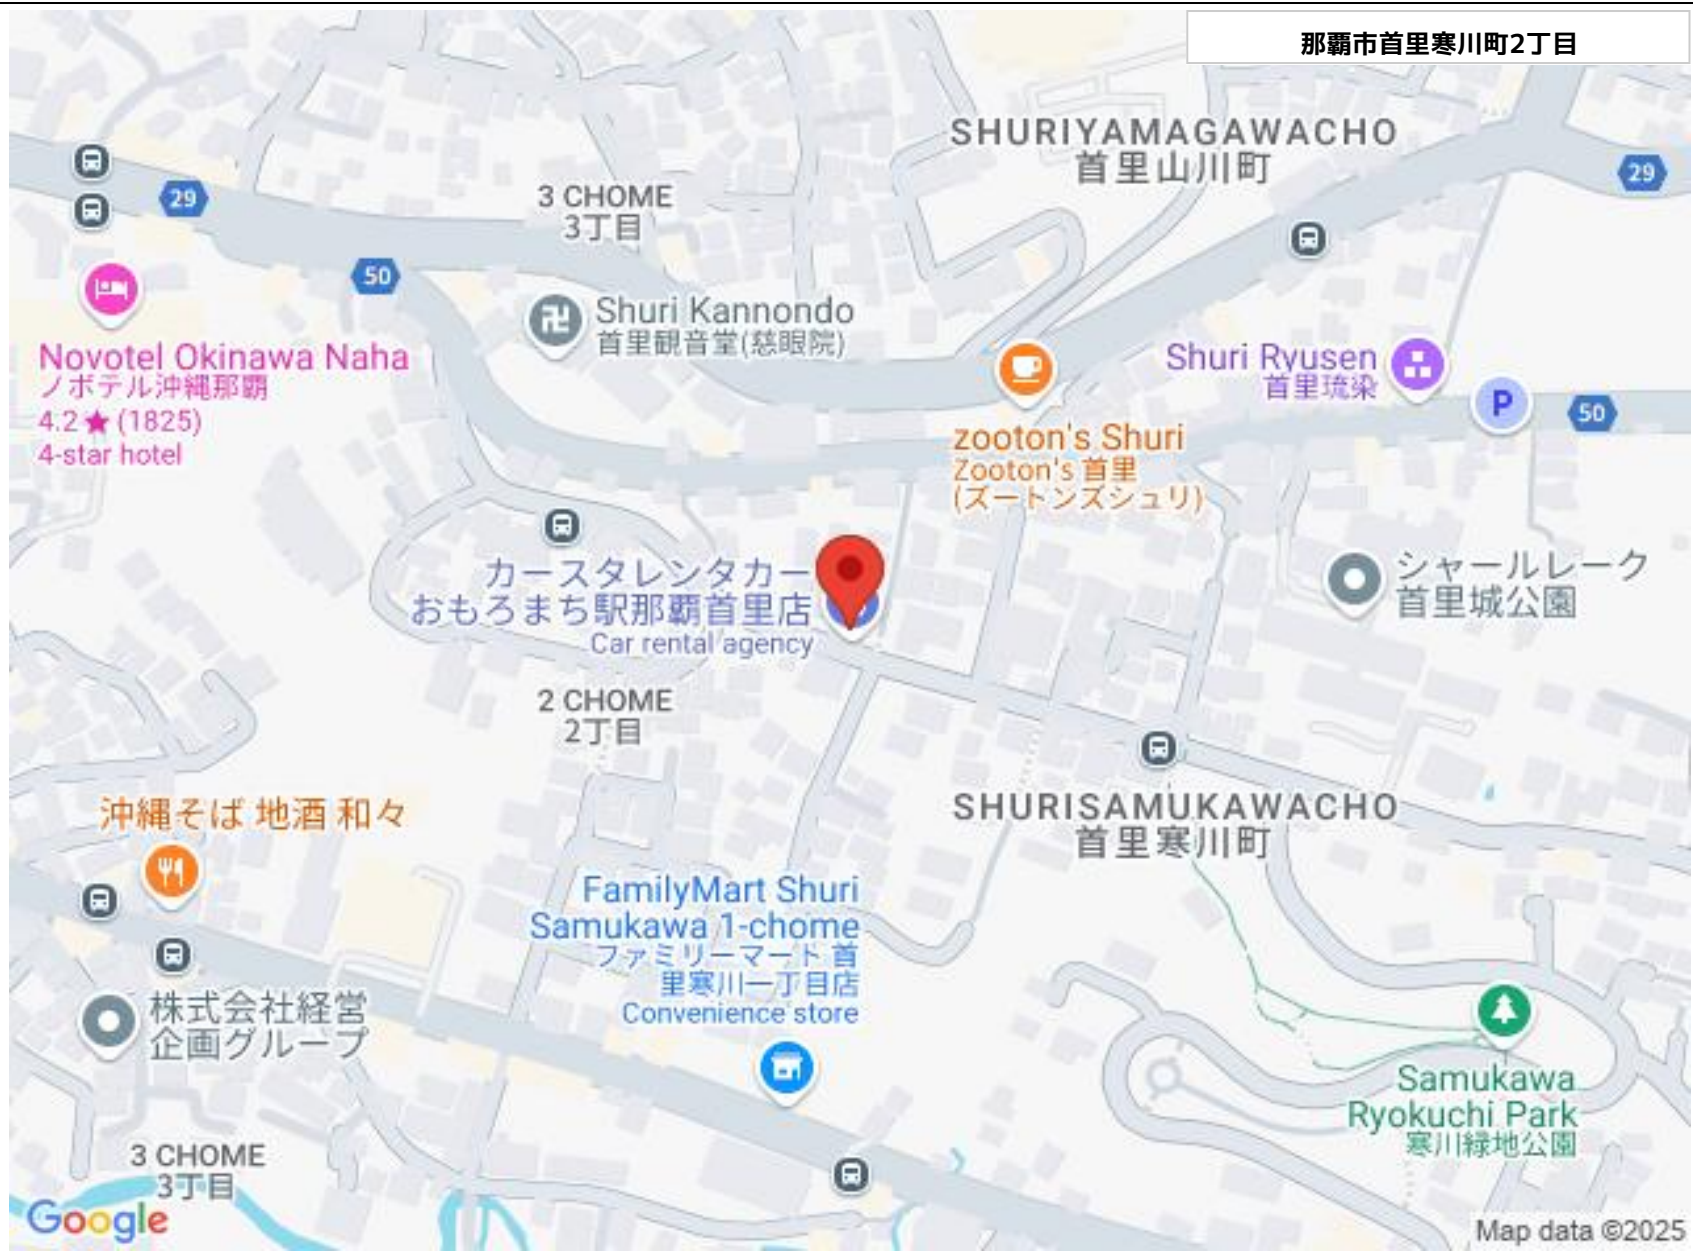 那覇市首里寒川町2丁目
SHURIYAMAGAWACHO
首里山川町
29
29
3 CHOME
3丁目
50
Shuri Kannondo
首里観音堂(慈眼院)
Novotel Okinawa Naha
ノボテル沖縄那覇
4.2★(1825)
4-star hotel
Shuri Ryusen
首里琉染
P
50
zooton's Shuri
Zooton's 首里
(ズートンズシュリ)
カースタレンタカー
おもろまち駅那覇首里店
Car rental agency
シャールレーク
首里城公園
2 CHOME
2丁目
沖縄そば 地酒 和々
SHURISAMUKAWACHO
首里寒川町
FamilyMart Shuri
Samukawa 1-chome
ファミリーマート 首
里寒川一丁目店
Convenience store
株式会社経営
企画グループ
Samukawa
Ryokuchi Park
寒川緑地公園
3 CHOME
3丁目
Google
Map data ©2025